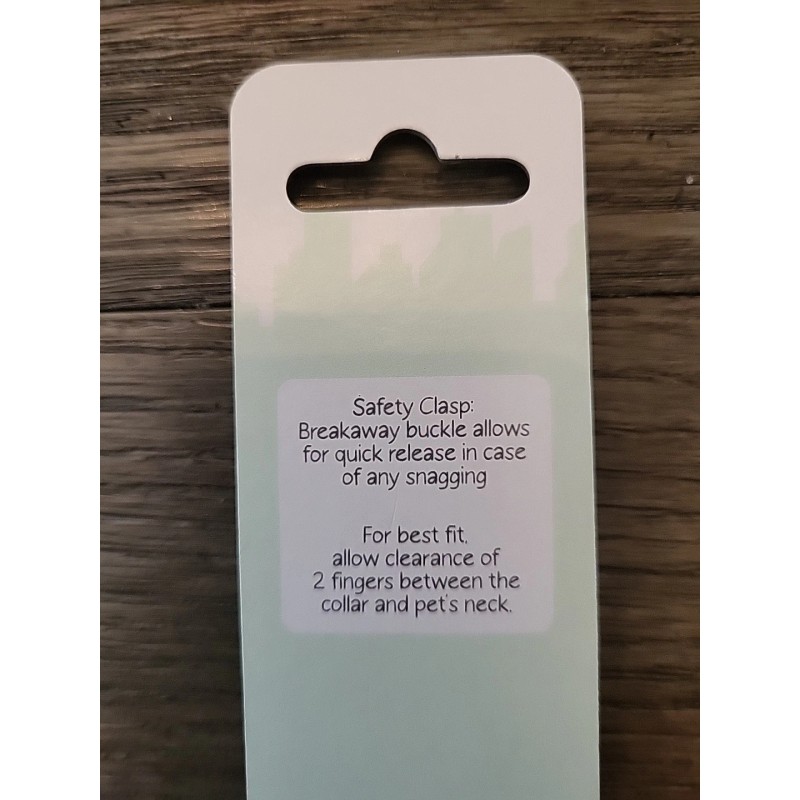 Safety Clasp:
Breakaway buckle allows
for quick release in case
of any snagging
For best fit,
allow clearance of
2 fingers between the
collar and pet's neck.